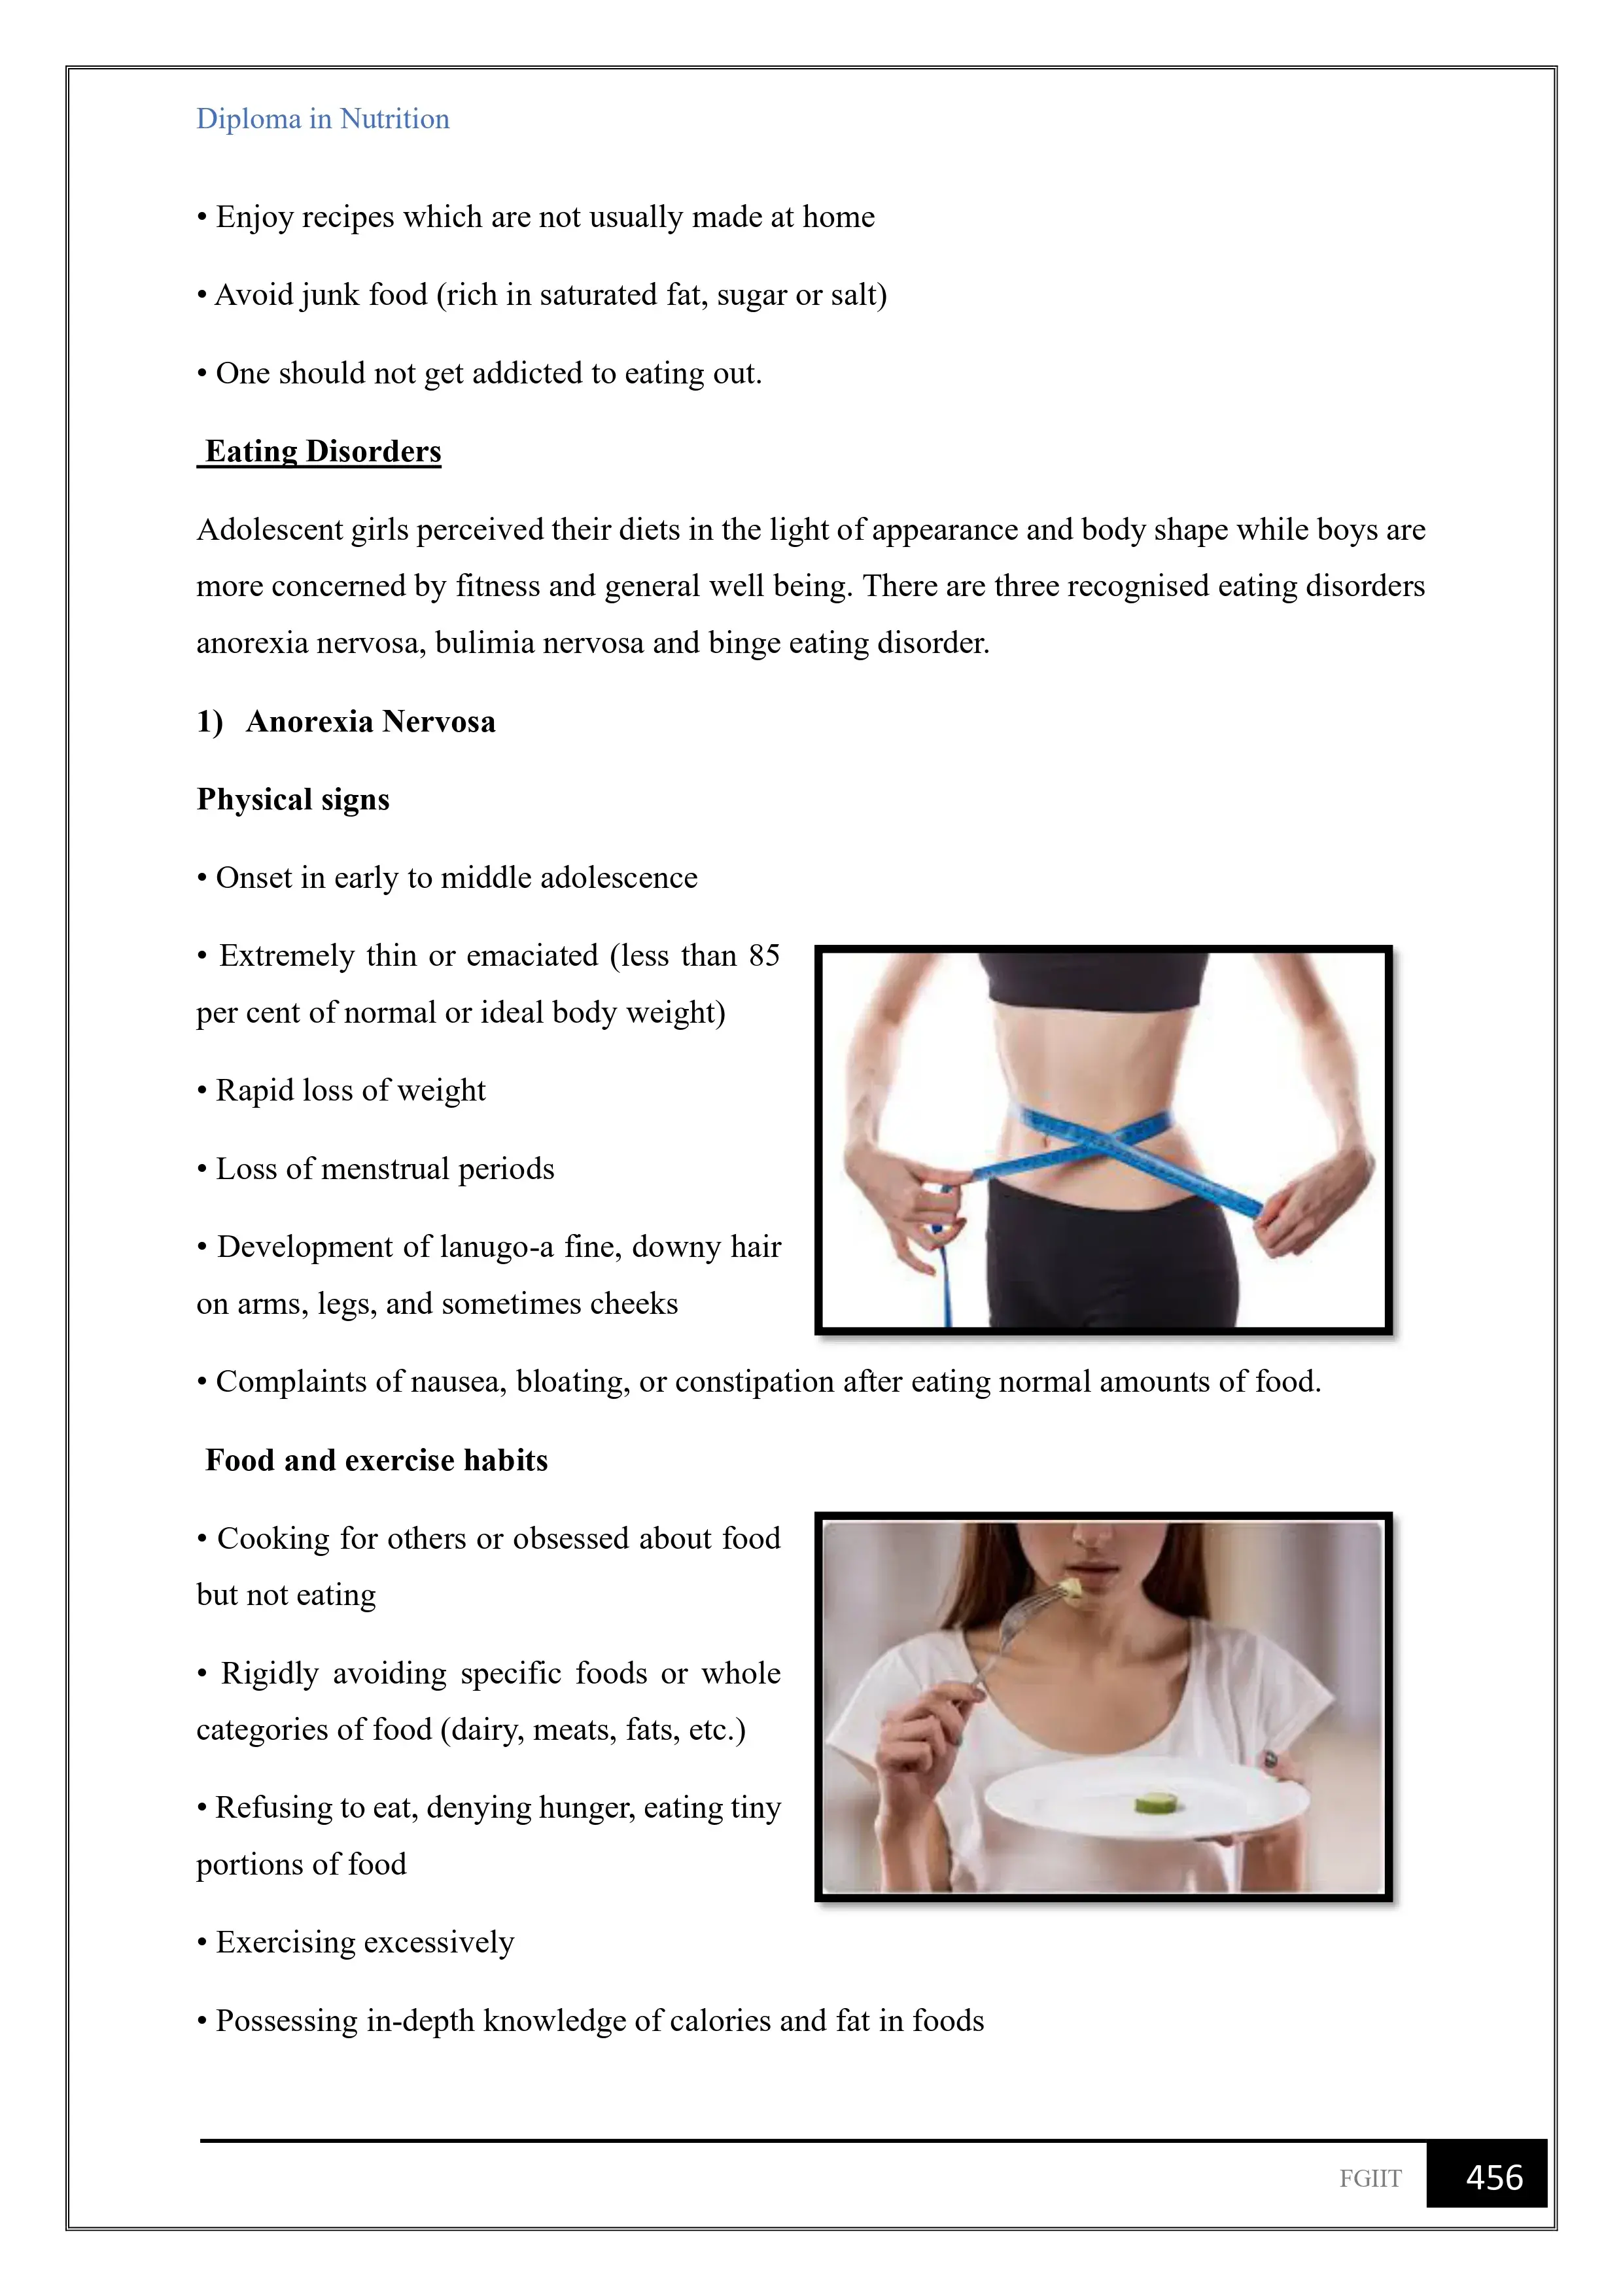 Diploma in Nutrition
• Enjoy recipes which are not usually made at home
• Avoid junk food (rich in saturated fat, sugar or salt)
• One should not get addicted to eating out.
Eating Disorders
Adolescent girls perceived their diets in the light of appearance and body shape while boys are
more concerned by fitness and general well being. There are three recognised eating disorders
anorexia nervosa, bulimia nervosa and binge eating disorder.
1) Anorexia Nervosa
Physical signs
• Onset in early to middle adolescence
• Extremely thin or emaciated (less than 85
per cent of normal or ideal body weight)
• Rapid loss of weight
• Loss of menstrual periods
• Development of lanugo-a fine, downy hair
on arms, legs, and sometimes cheeks
• Complaints of nausea, bloating, or constipation after eating normal amounts of food.
Food and exercise habits
• Cooking for others or obsessed about food
but not eating
• Rigidly avoiding specific foods or whole
categories of food (dairy, meats, fats, etc.)
• Refusing to eat, denying hunger, eating tiny
portions of food
• Exercising excessively
• Possessing in-depth knowledge of calories and fat in foods
FGIIT 456